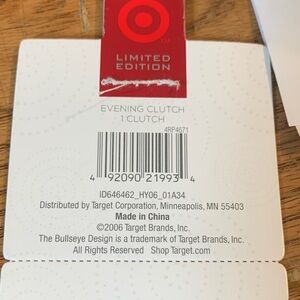 TM
LIMITED
EDITION
EVENING CLUTCH
1 CLUTCH
4RP4671
4 92090 21993 4
ID646462_HY06_01A34
Distributed by Target Corporation, Minneapolis, MN 55403
Made in China
©2006 Target Brands, Inc.
The Bullseye Design is a trademark of Target Brands, Inc.
All Rights Reserved Shop Target.com